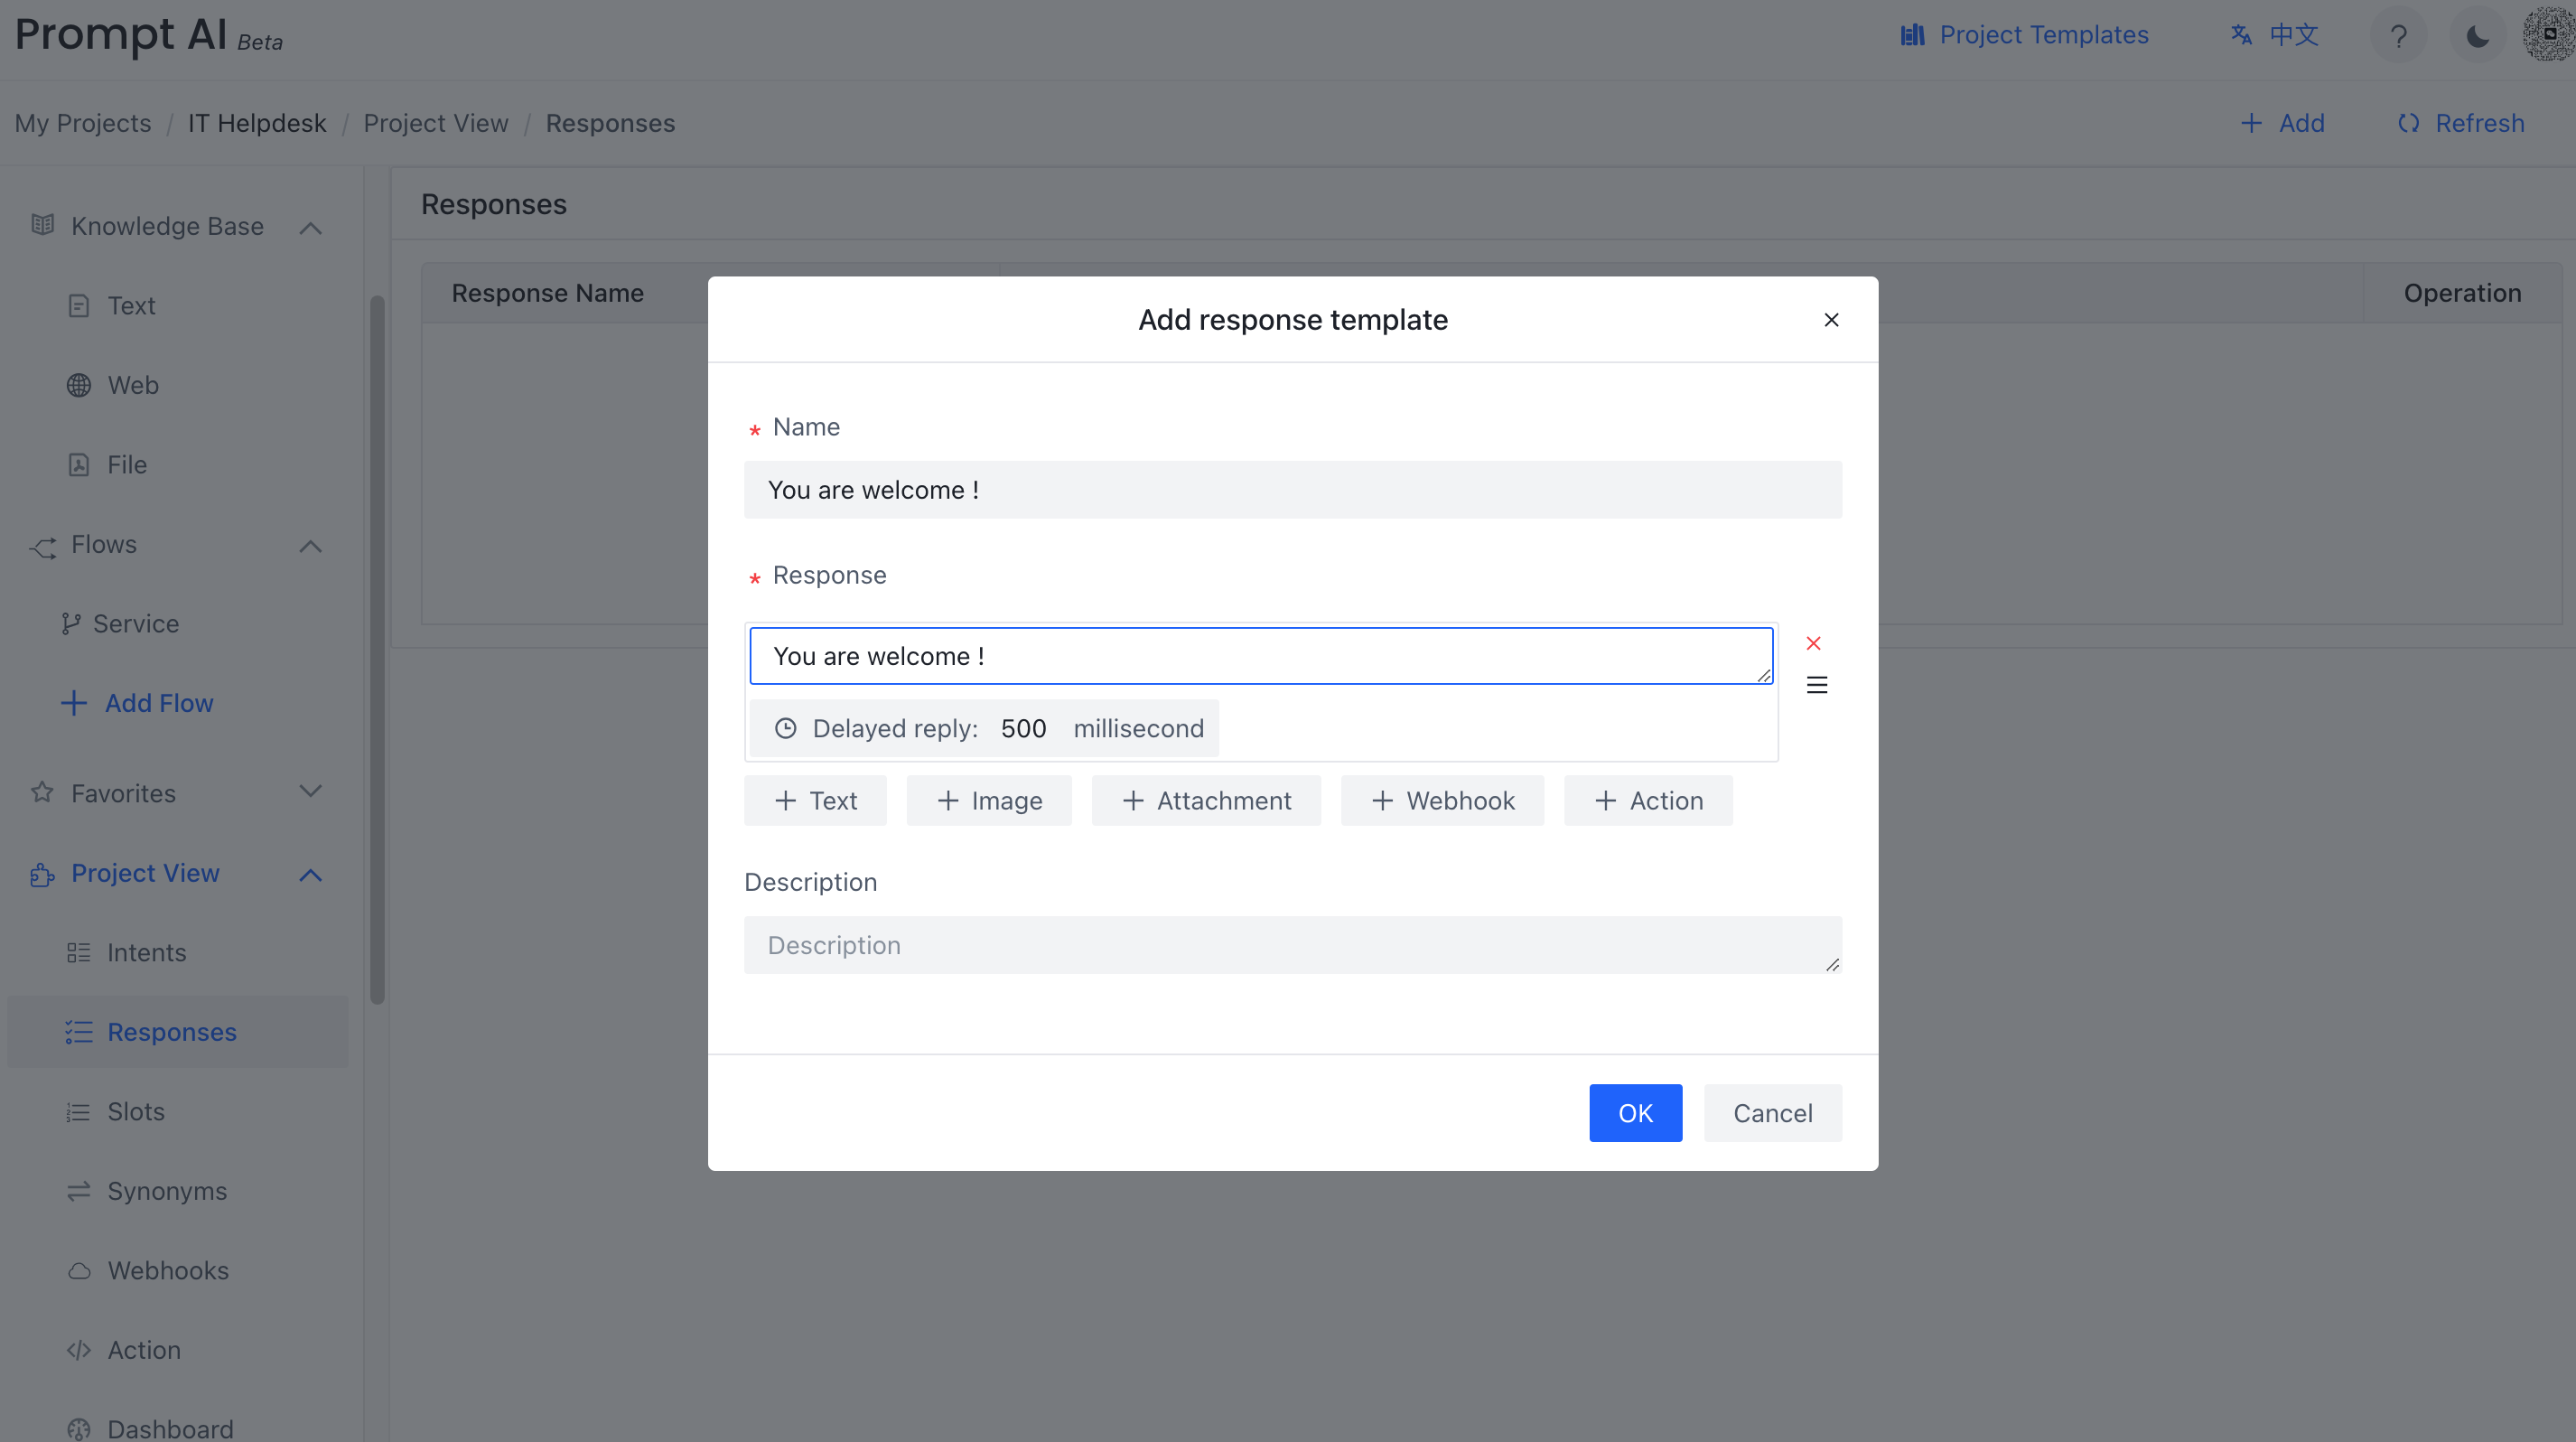 Prompt AI Beta
Project Templates
中文
?
My Projects / IT Helpdesk / Project View / Responses
+ Add
Refresh
Knowledge Base
Text
Web
File
Flows
Service
+ Add Flow
Favorites
Project View
Intents
Responses
Slots
Synonyms
Webhooks
Action
Dashboard
Responses
Response Name
Operation
Add response template
* Name
You are welcome !
* Response
You are welcome !
Delayed reply: 500 millisecond
+ Text
+ Image
+ Attachment
+ Webhook
+ Action
Description
Description
OK
Cancel